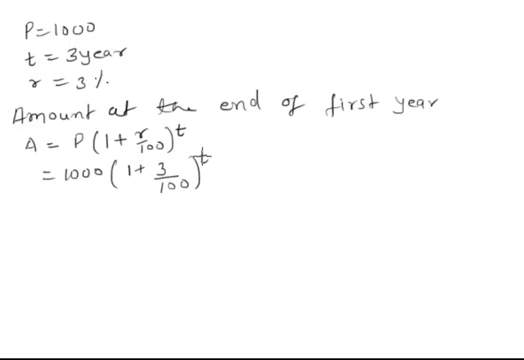 P=1000
t = 3year
r = 3%.
Amount at the end of first year
A = P(1+r/100)^t
= 1000(1+3/100)^t